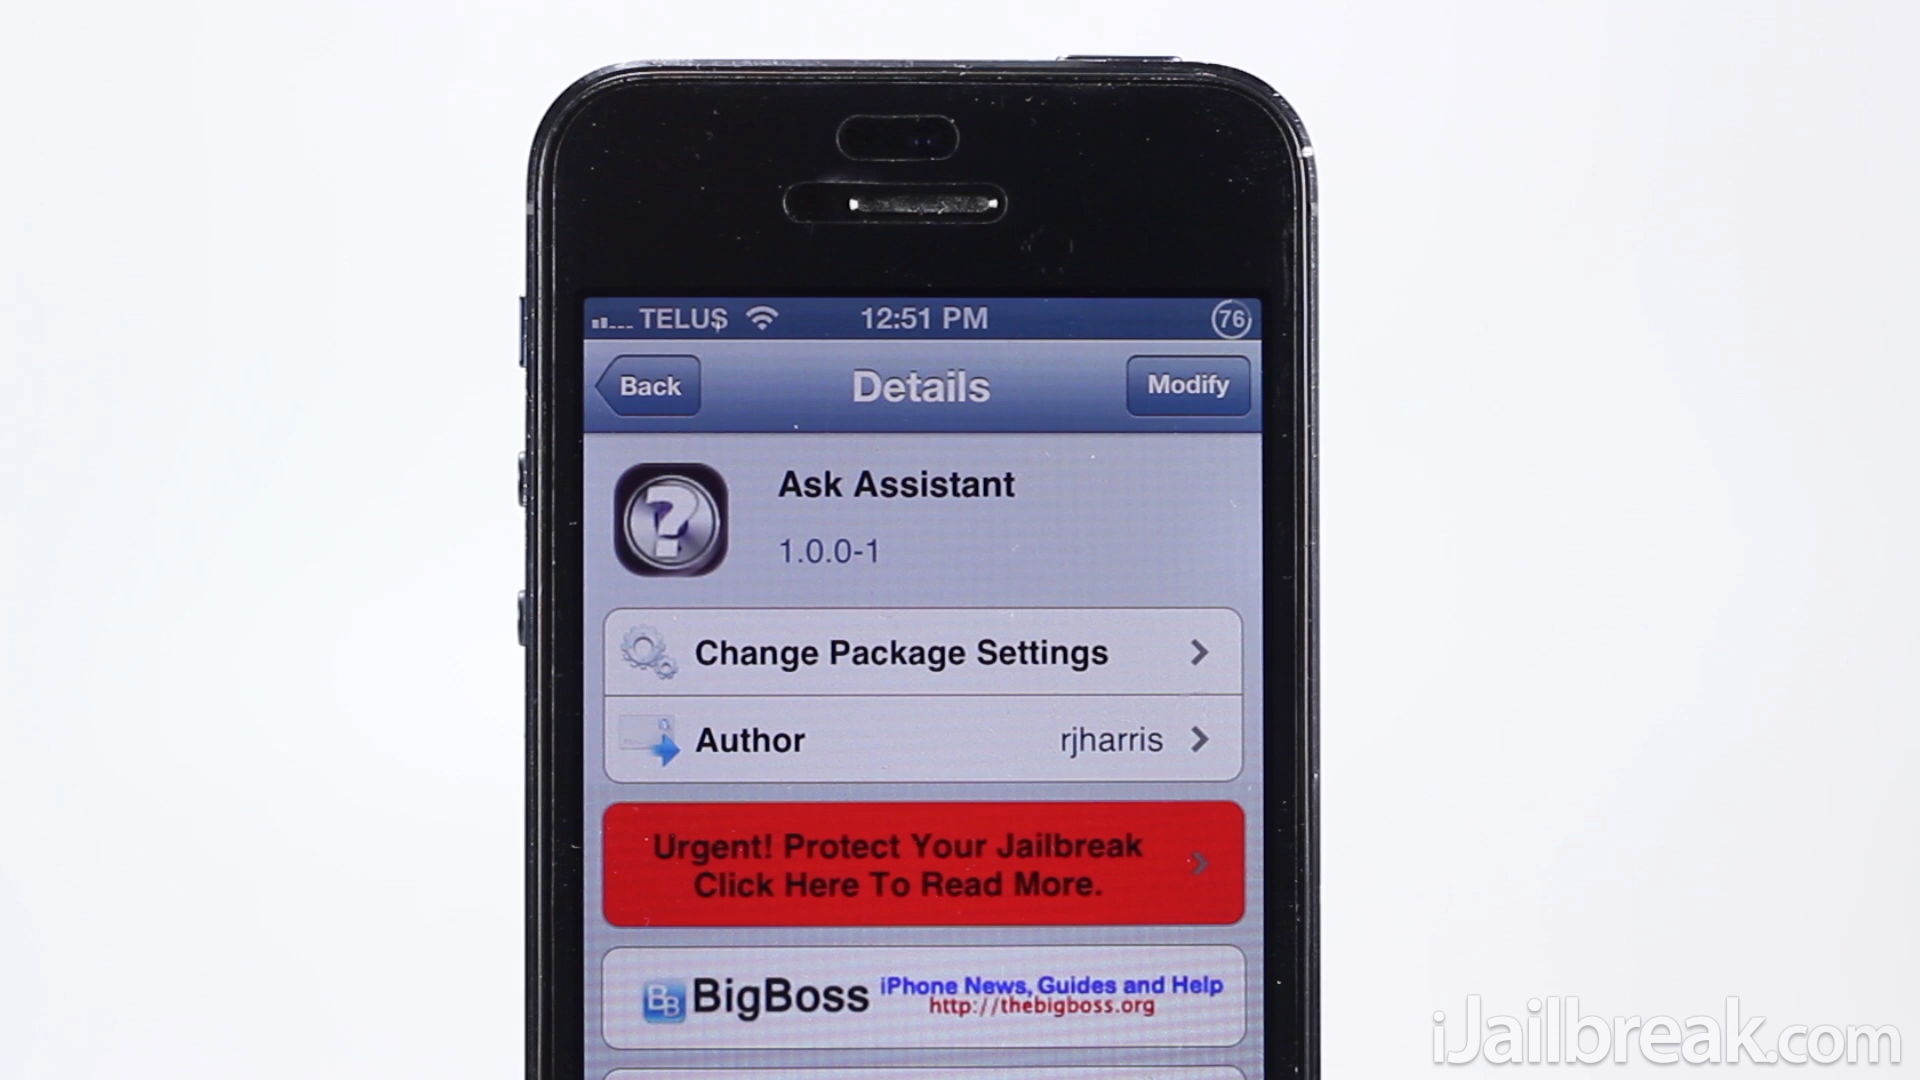 TELU$ 12:51 PM 76
Back Details Modify
Ask Assistant
1.0.0-1
Change Package Settings
Author rjharris
Urgent! Protect Your Jailbreak
Click Here To Read More.
BB BigBoss iPhone News, Guides and Help
http://thebigboss.org
iJailbreak.com